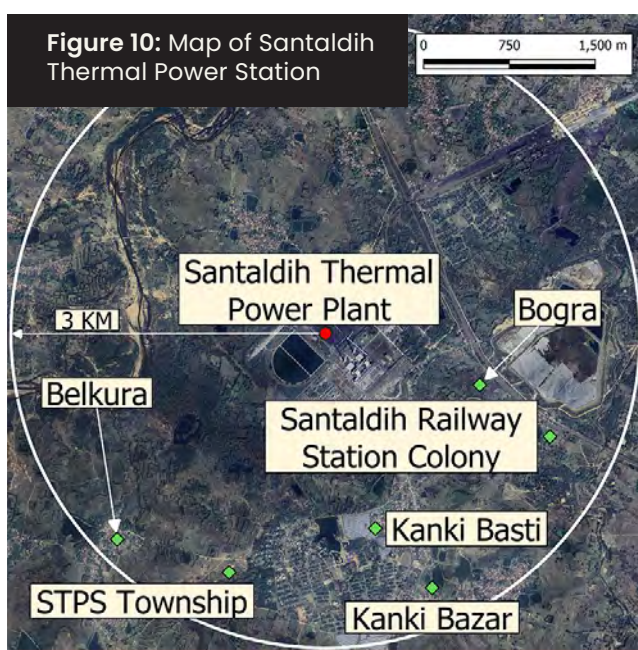 Figure 10: Map of Santaldih
Thermal Power Station
0 750 1,500 m
Santaldih Thermal
Power Plant
3 KM
Bogra
Belkura
Santaldih Railway
Station Colony
Kanki Basti
STPS Township
Kanki Bazar